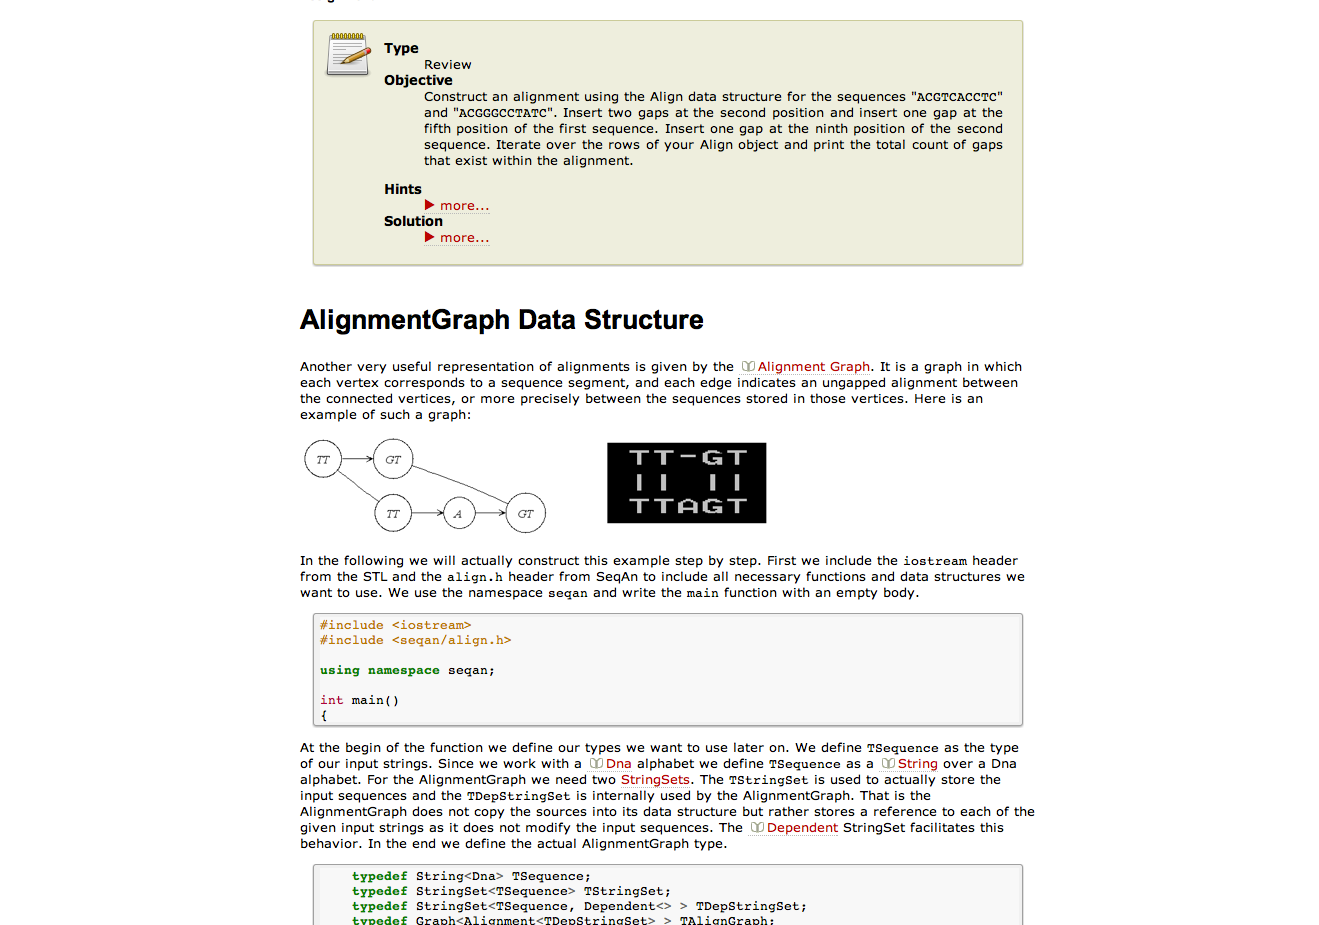 Type
Review
Objective
Construct an alignment using the Align data structure for the sequences "ACGTCACCTC"
and "ACGGGCCTATC". Insert two gaps at the second position and insert one gap at the
fifth position of the first sequence. Insert one gap at the ninth position of the second
sequence. Iterate over the rows of your Align object and print the total count of gaps
that exist within the alignment.
Hints
▶ more...
Solution
▶ more...
AlignmentGraph Data Structure
Another very useful representation of alignments is given by the Alignment Graph. It is a graph in which
each vertex corresponds to a sequence segment, and each edge indicates an ungapped alignment between
the connected vertices, or more precisely between the sequences stored in those vertices. Here is an
example of such a graph:
TT GT
TT A GT
TT-GT
|| ||
TTAGT
In the following we will actually construct this example step by step. First we include the iostream header
from the STL and the align.h header from SeqAn to include all necessary functions and data structures we
want to use. We use the namespace seqan and write the main function with an empty body.
#include <iostream>
#include <seqan/align.h>
using namespace seqan;
int main()
{
At the begin of the function we define our types we want to use later on. We define TSequence as the type
of our input strings. Since we work with a Dna alphabet we define TSequence as a String over a Dna
alphabet. For the AlignmentGraph we need two StringSets. The TStringSet is used to actually store the
input sequences and the TDepStringSet is internally used by the AlignmentGraph. That is the
AlignmentGraph does not copy the sources into its data structure but rather stores a reference to each of the
given input strings as it does not modify the input sequences. The Dependent StringSet facilitates this
behavior. In the end we define the actual AlignmentGraph type.
typedef String<Dna> TSequence;
typedef StringSet<TSequence> TStringSet;
typedef StringSet<TSequence, Dependent<> > TDepStringSet;
typedef Graph<Alignment<TDepStringSet> > TAlignGraph;